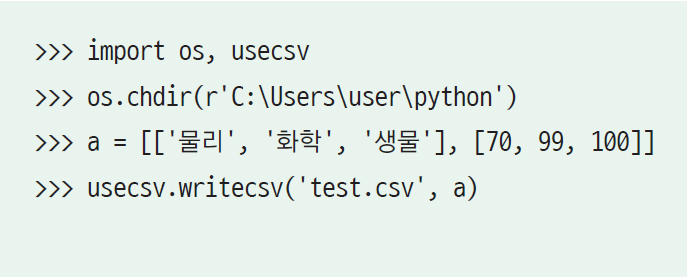 >>> import os, usecsv
>>> os.chdir(r'C:\Users\user\python')
>>> a = [['물리', '화학', '생물'], [70, 99, 100]]
>>> usecsv.writecsv('test.csv', a)